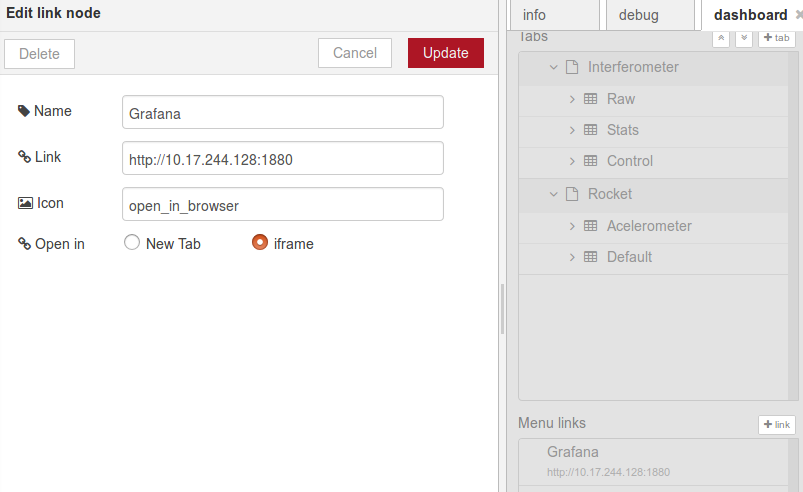 Edit link node
Delete
Cancel
Update
Name
Grafana
Link
http://10.17.244.128:1880
Icon
open_in_browser
Open in
New Tab
iframe
info
debug
dashboard
Tabs
tab
Interferometer
Raw
Stats
Control
Rocket
Acelerometer
Default
Menu links
link
Grafana
http://10.17.244.128:1880